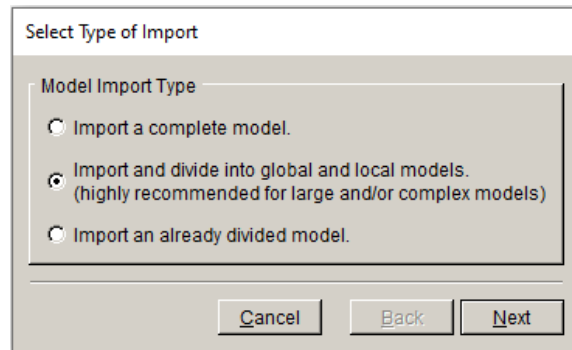 Select Type of Import
Model Import Type
Import a complete model.
Import and divide into global and local models.
(highly recommended for large and/or complex models)
Import an already divided model.
Cancel Back Next